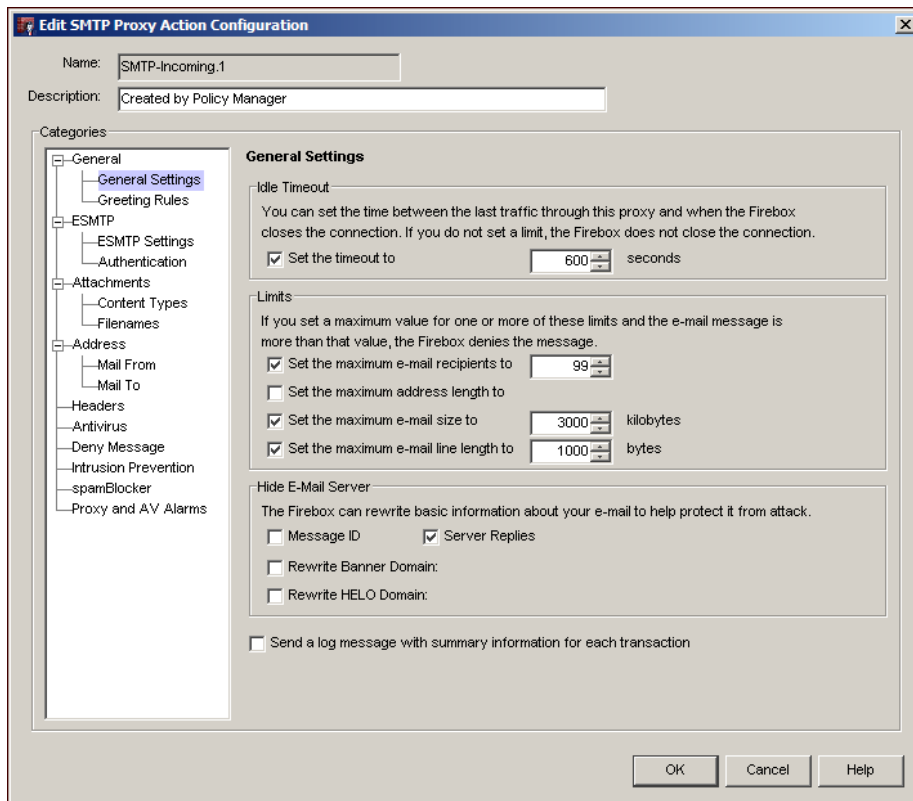 Edit SMTP Proxy Action Configuration
Name: SMTP-Incoming.1
Description: Created by Policy Manager
Categories
General
General Settings
Greeting Rules
ESMTP
ESMTP Settings
Authentication
Attachments
Content Types
Filenames
Address
Mail From
Mail To
Headers
Antivirus
Deny Message
Intrusion Prevention
spamBlocker
Proxy and AV Alarms
General Settings
Idle Timeout
You can set the time between the last traffic through this proxy and when the Firebox
closes the connection. If you do not set a limit, the Firebox does not close the connection.
Set the timeout to 600 seconds
Limits
If you set a maximum value for one or more of these limits and the e-mail message is
more than that value, the Firebox denies the message.
Set the maximum e-mail recipients to 99
Set the maximum address length to
Set the maximum e-mail size to 3000 kilobytes
Set the maximum e-mail line length to 1000 bytes
Hide E-Mail Server
The Firebox can rewrite basic information about your e-mail to help protect it from attack.
Message ID Server Replies
Rewrite Banner Domain:
Rewrite HELO Domain:
Send a log message with summary information for each transaction
OK Cancel Help